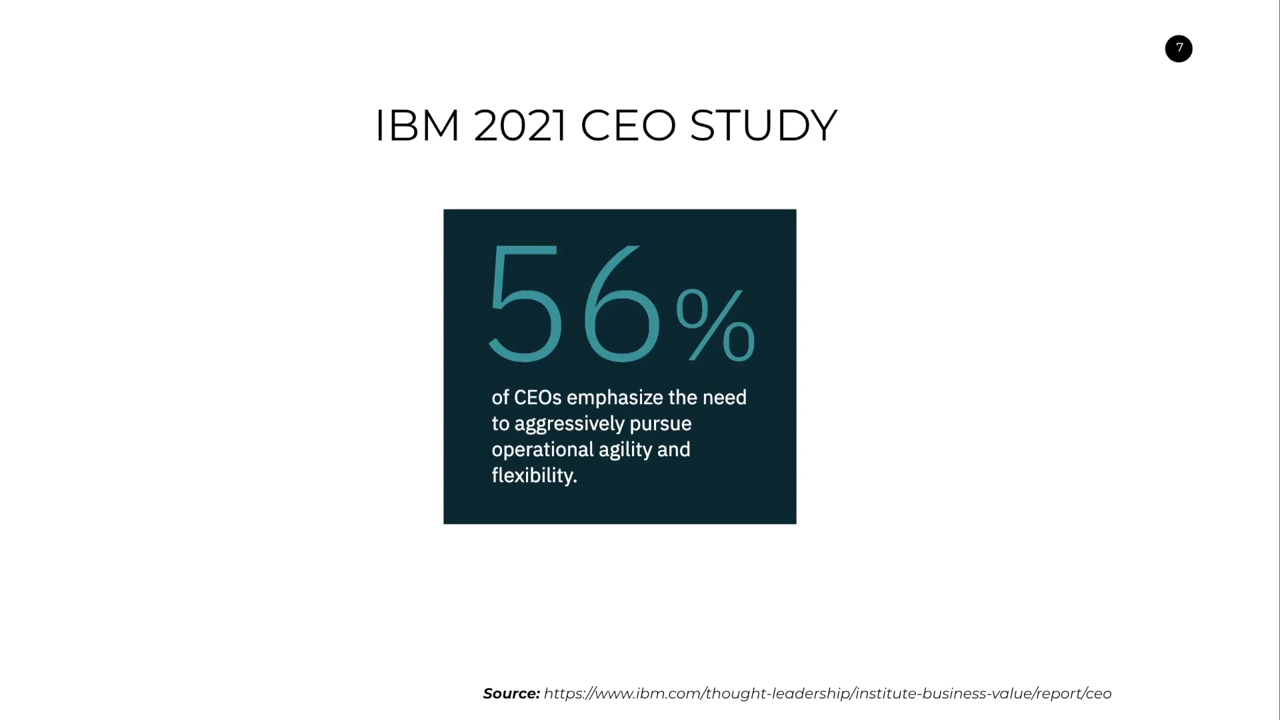 7
IBM 2021 CEO STUDY
56%
of CEOs emphasize the need
to aggressively pursue
operational agility and
flexibility.
Source: https://www.ibm.com/thought-leadership/institute-business-value/report/ceo